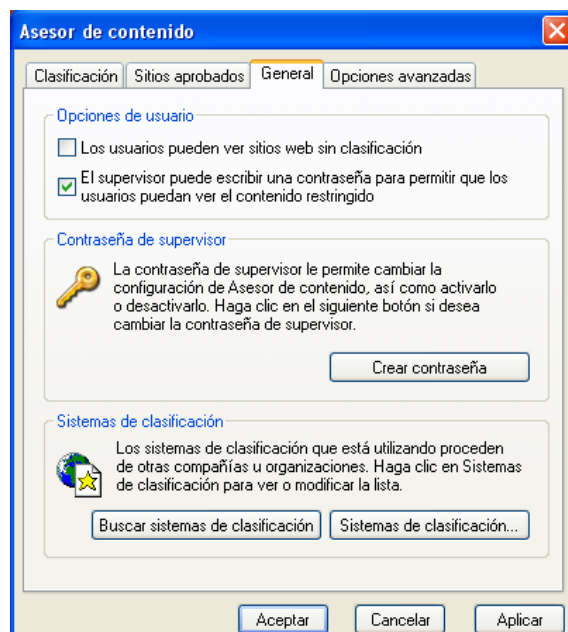 Asesor de contenido
Clasificación Sitios aprobados General Opciones avanzadas
Opciones de usuario
Los usuarios pueden ver sitios web sin clasificación
El supervisor puede escribir una contraseña para permitir que los
usuarios puedan ver el contenido restringido
Contraseña de supervisor
La contraseña de supervisor le permite cambiar la
configuración de Asesor de contenido, así como activarlo
o desactivarlo. Haga clic en el siguiente botón si desea
cambiar la contraseña de supervisor.
Crear contraseña
Sistemas de clasificación
Los sistemas de clasificación que está utilizando proceden
de otras compañías u organizaciones. Haga clic en Sistemas
de clasificación para ver o modificar la lista.
Buscar sistemas de clasificación Sistemas de clasificación...
Aceptar Cancelar Aplicar